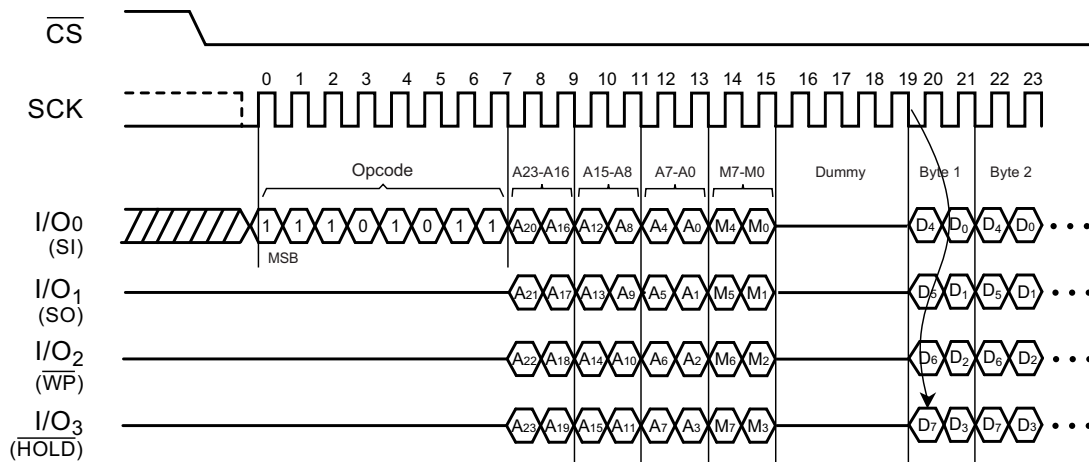 CS
0 1 2 3 4 5 6 7 8 9 10 11 12 13 14 15 16 17 18 19 20 21 22 23
SCK
Opcode A23-A16 A15-A8 A7-A0 M7-M0 Dummy Byte 1 Byte 2
I/O0 1 1 1 0 1 0 1 1 A20 A16 A12 A8 A4 A0 M4 M0 D4 D0 D4 D0
(SI)
MSB
I/O1 A21 A17 A13 A9 A5 A1 M5 M1 D5 D1 D5 D1
(SO)
I/O2 A22 A18 A14 A10 A6 A2 M6 M2 D6 D2 D6 D2
(WP)
I/O3 A23 A19 A15 A11 A7 A3 M7 M3 D7 D3 D7 D3
(HOLD)